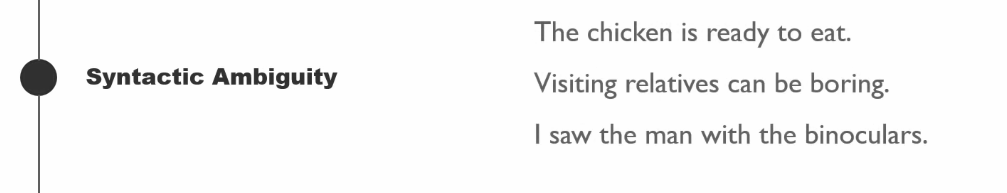 The chicken is ready to eat.
Syntactic Ambiguity
Visiting relatives can be boring.
I saw the man with the binoculars.